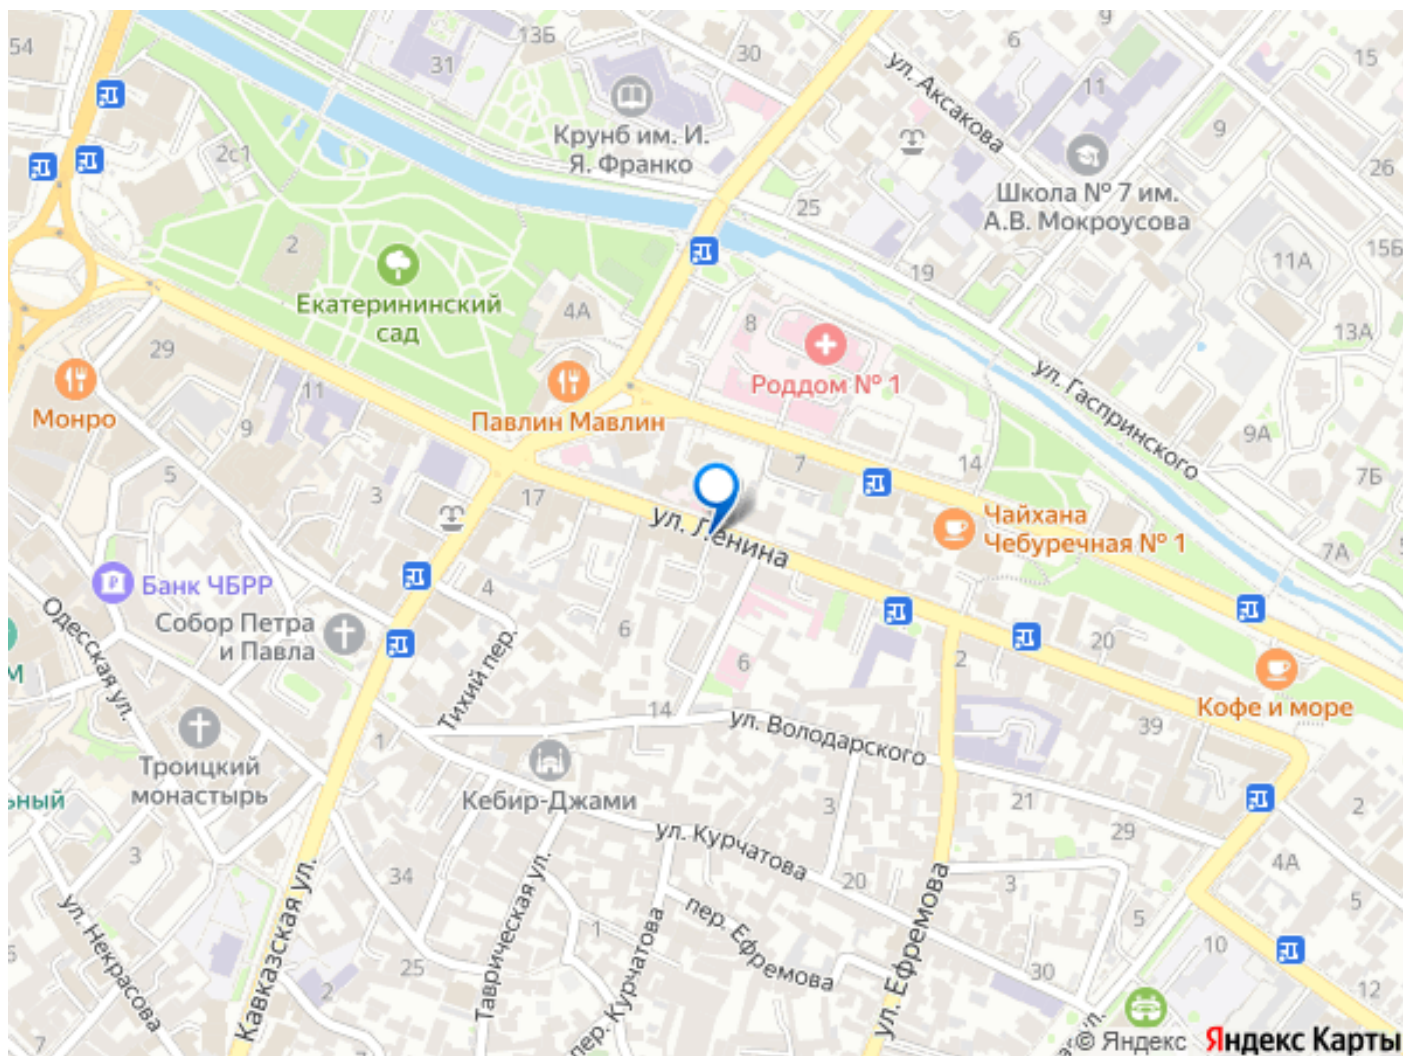 54
13Б
30
9
6
15
31
11
ул. Аксакова
Крунб им. И.
Я. Франко
9
2с1
26
Школа № 7 им.
А.В. Мокроусова
25
2
15Б
11А
19
Екатерининский
сад
4А
8
13А
29
Роддом № 1
ул. Гаспринского
11
Монро
Павлин Мавлин
9
9А
5
7
14
7Б
3
17
ул. Ленина
Чайхана
Чебуречная № 1
7А
Банк ЧБРР
4
Одесская ул.
Собор Петра
и Павла
6
Тихий пер.
20
М
6
2
Кофе и море
14
39
ул. Володарского
1
Троицкий
монастырь
Кебир-Джами
ьный
3
21
2
29
ул. Курчатова
3
4А
34
20
3
5
ул. Некрасова
Кавказская ул.
Таврическая ул.
1
пер. Курчатова
пер. Ефремова
ул. Ефремова
5
10
25
30
2
12
ул.
© Яндекс
Яндекс Карты